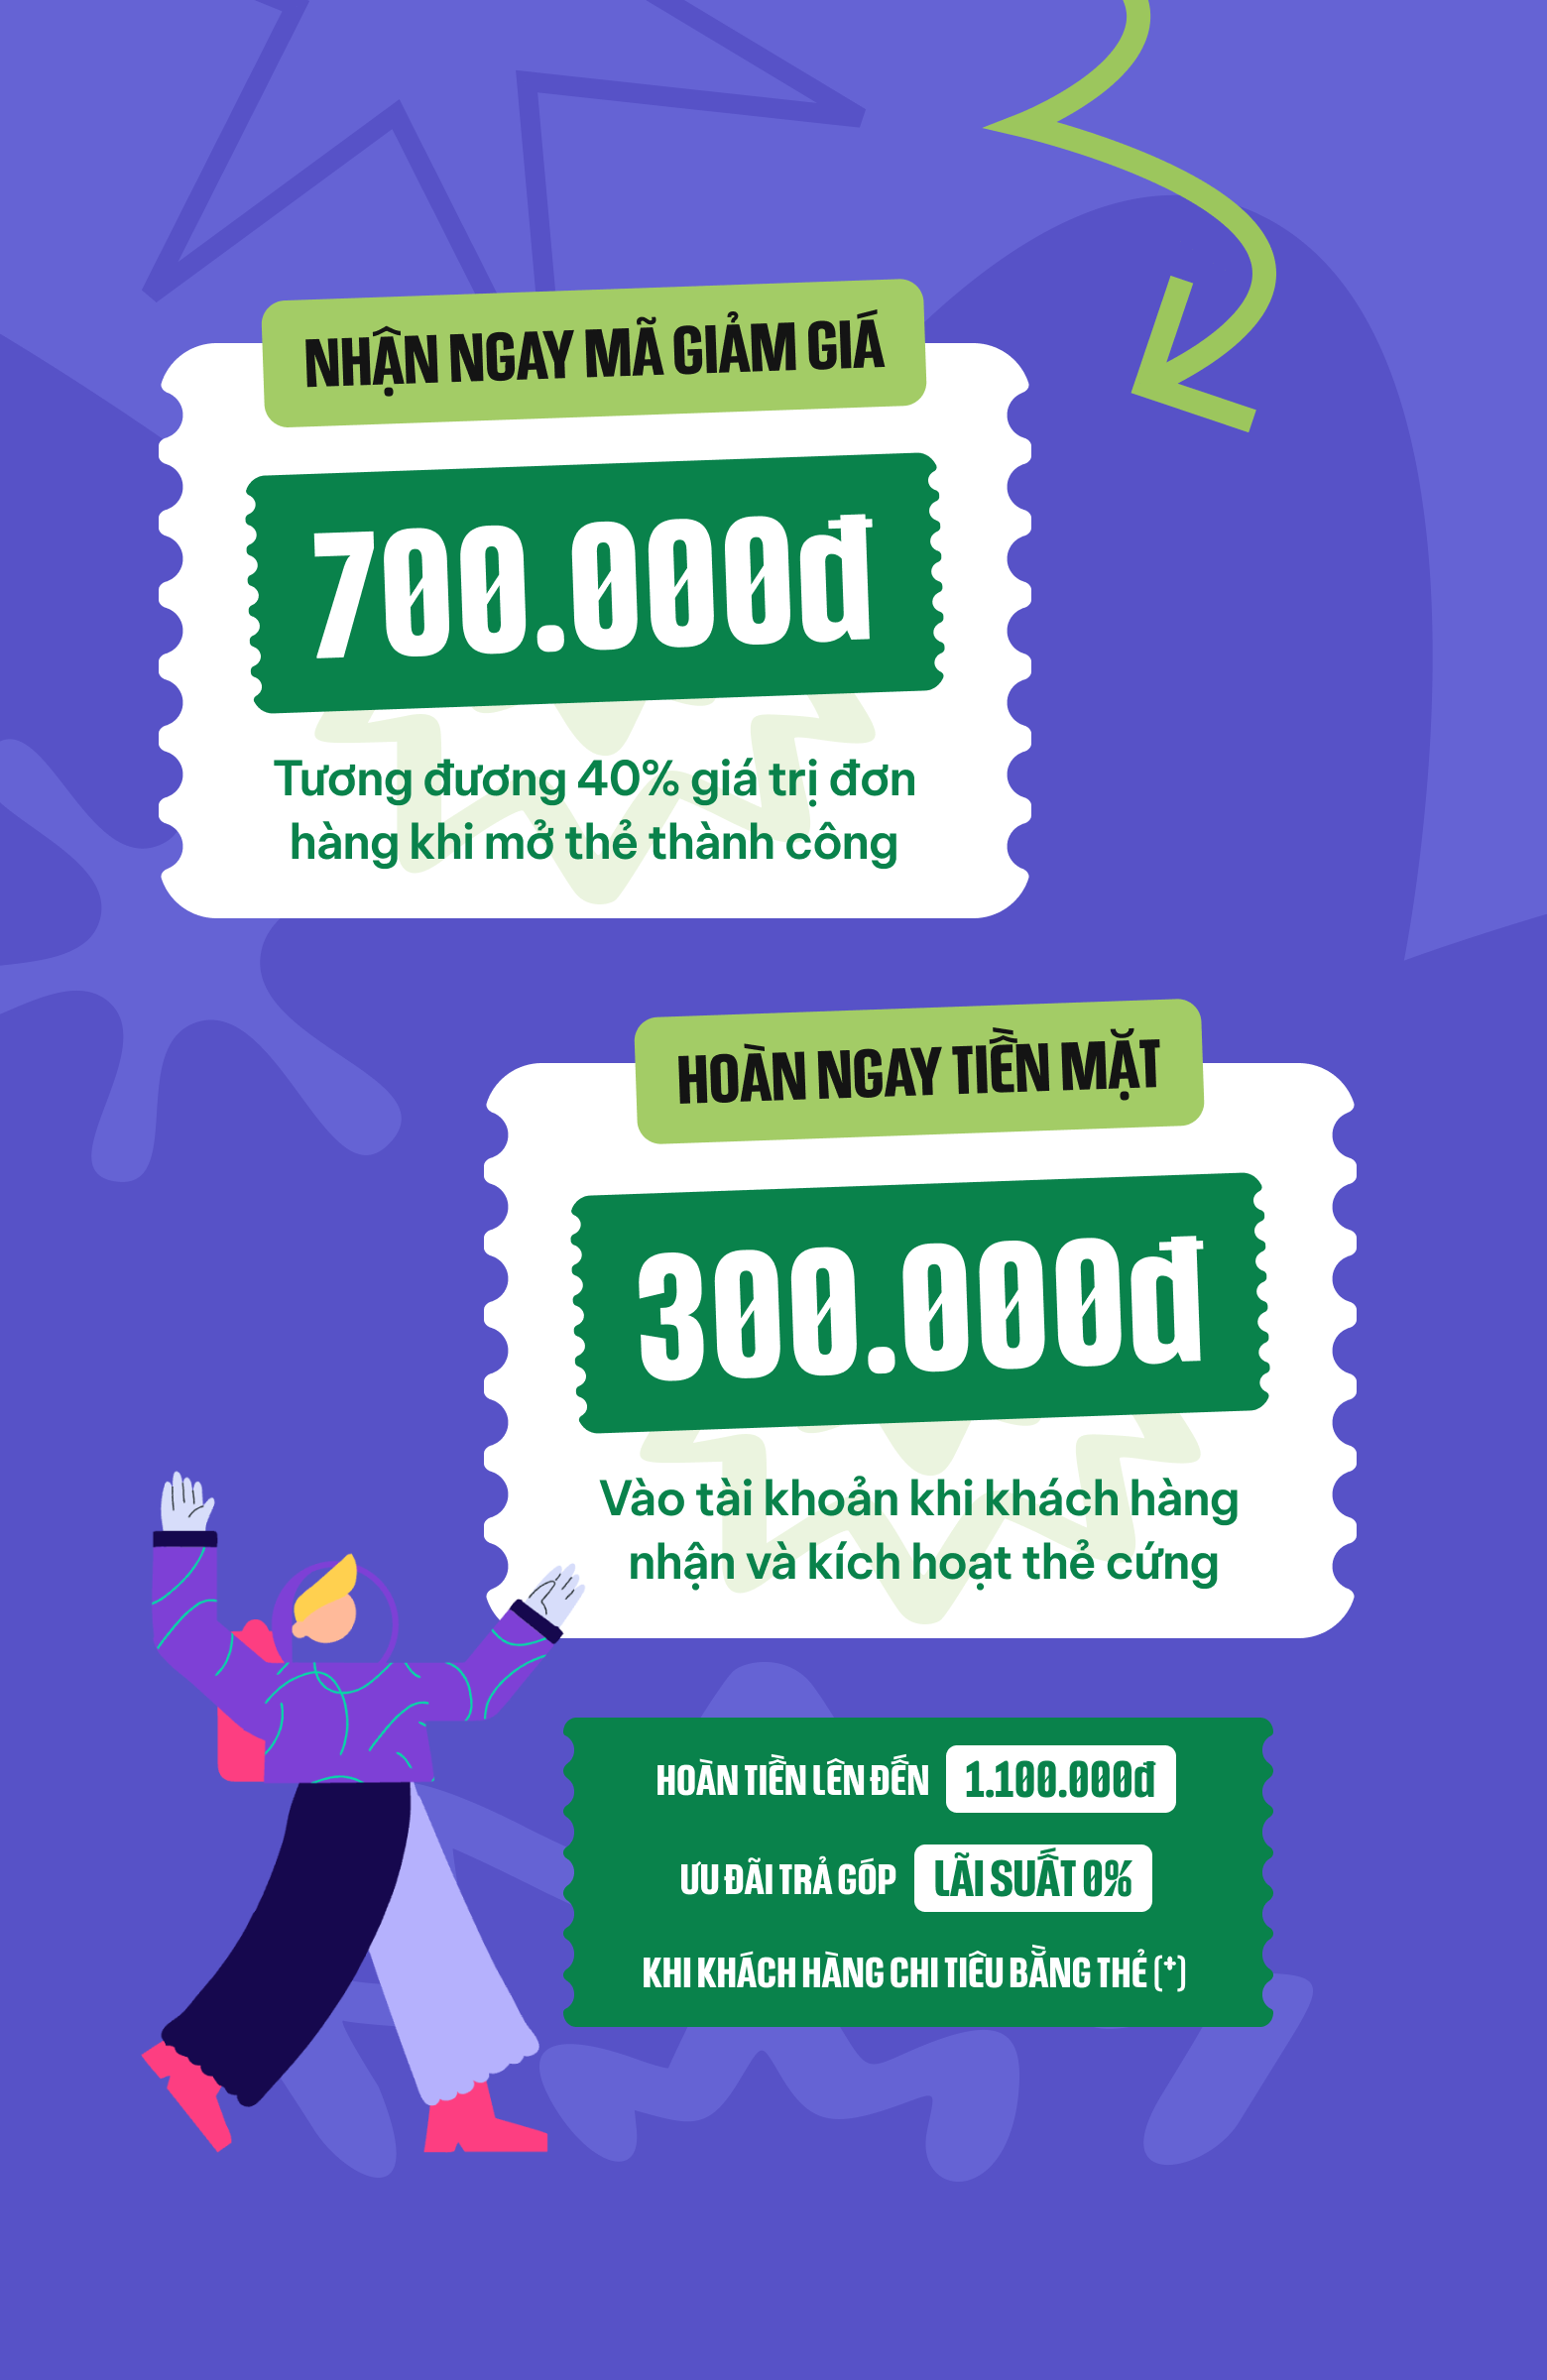 NHẬN NGAY MÃ GIẢM GIÁ
700.000đ
Tương đương 40% giá trị đơn
hàng khi mở thẻ thành công
HOÀN NGAY TIỀN MẶT
300.000đ
Vào tài khoản khi khách hàng
nhận và kích hoạt thẻ cứng
HOÀN TIỀN LÊN ĐẾN 1.100.000đ
ƯU ĐÃI TRẢ GÓP LÃI SUẤT 0%
KHI KHÁCH HÀNG CHI TIÊU BẰNG THẺ (*)